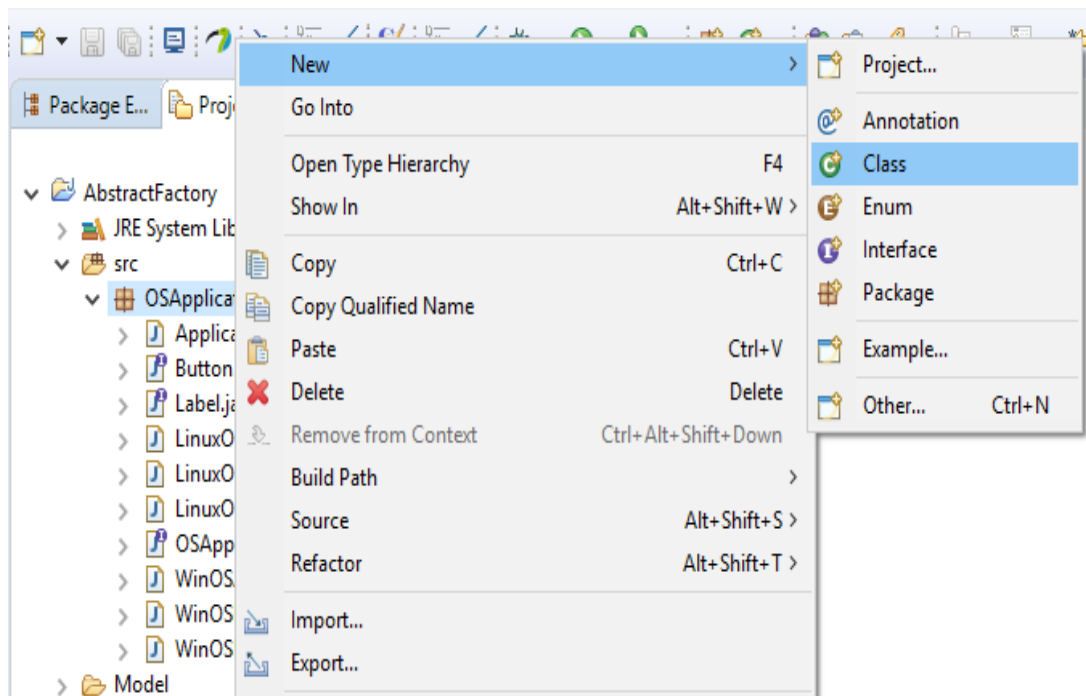 Package E...
Proj
AbstractFactory
JRE System Lib
src
OSApplica
Applica
Button
Label.ja
LinuxO
LinuxO
LinuxO
OSApp
WinOS
WinOS
WinOS
Model
New
Go Into
Open Type Hierarchy F4
Show In Alt+Shift+W >
Copy Ctrl+C
Copy Qualified Name
Paste Ctrl+V
Delete Delete
Remove from Context Ctrl+Alt+Shift+Down
Build Path >
Source Alt+Shift+S >
Refactor Alt+Shift+T >
Import...
Export...
Project...
Annotation
Class
Enum
Interface
Package
Example...
Other... Ctrl+N